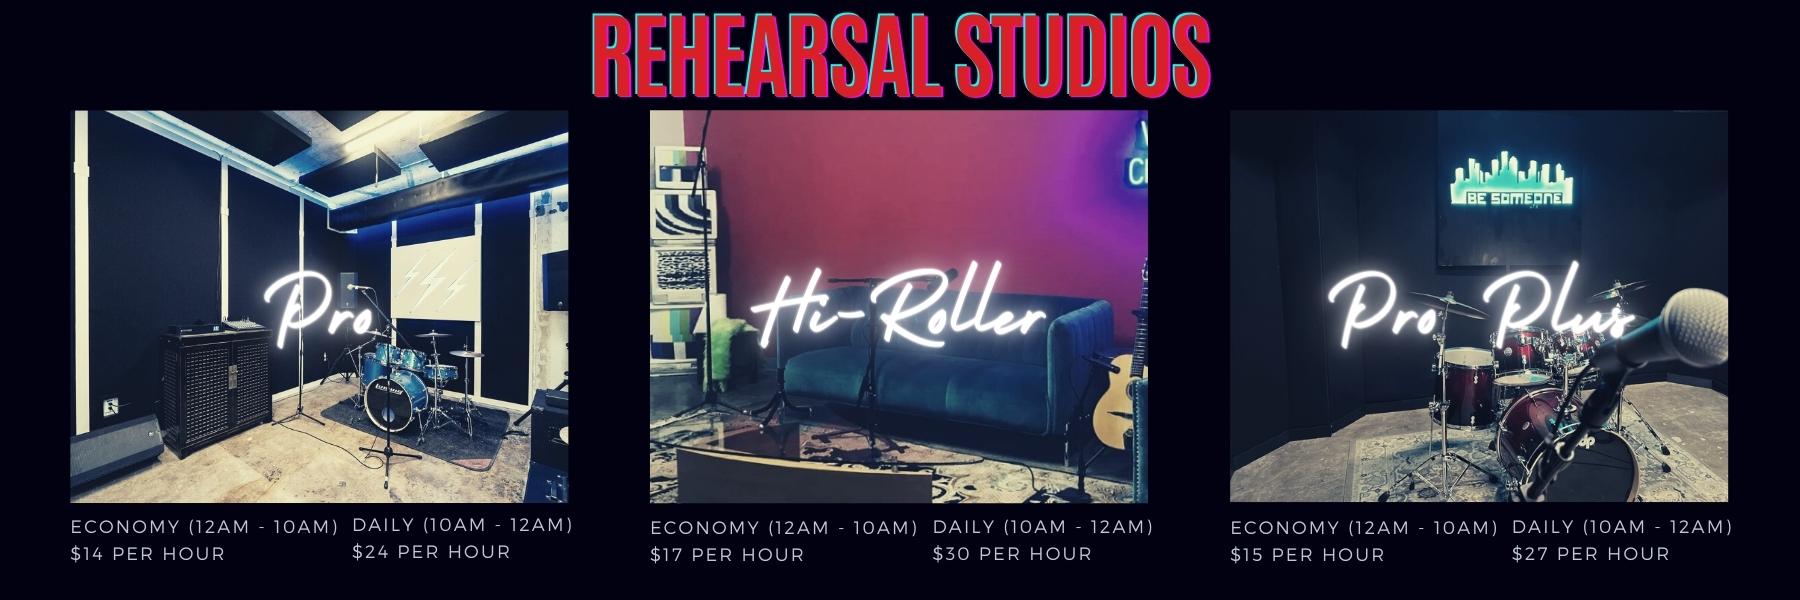 REHEARSAL STUDIOS
Pro
ECONOMY (12AM - 10AM) DAILY (10AM - 12AM)
$14 PER HOUR $24 PER HOUR
Hi-Roller
ECONOMY (12AM - 10AM) DAILY (10AM - 12AM)
$17 PER HOUR $30 PER HOUR
BE SOMEONE
Pro Plus
ECONOMY (12AM - 10AM) DAILY (10AM - 12AM)
$15 PER HOUR $27 PER HOUR